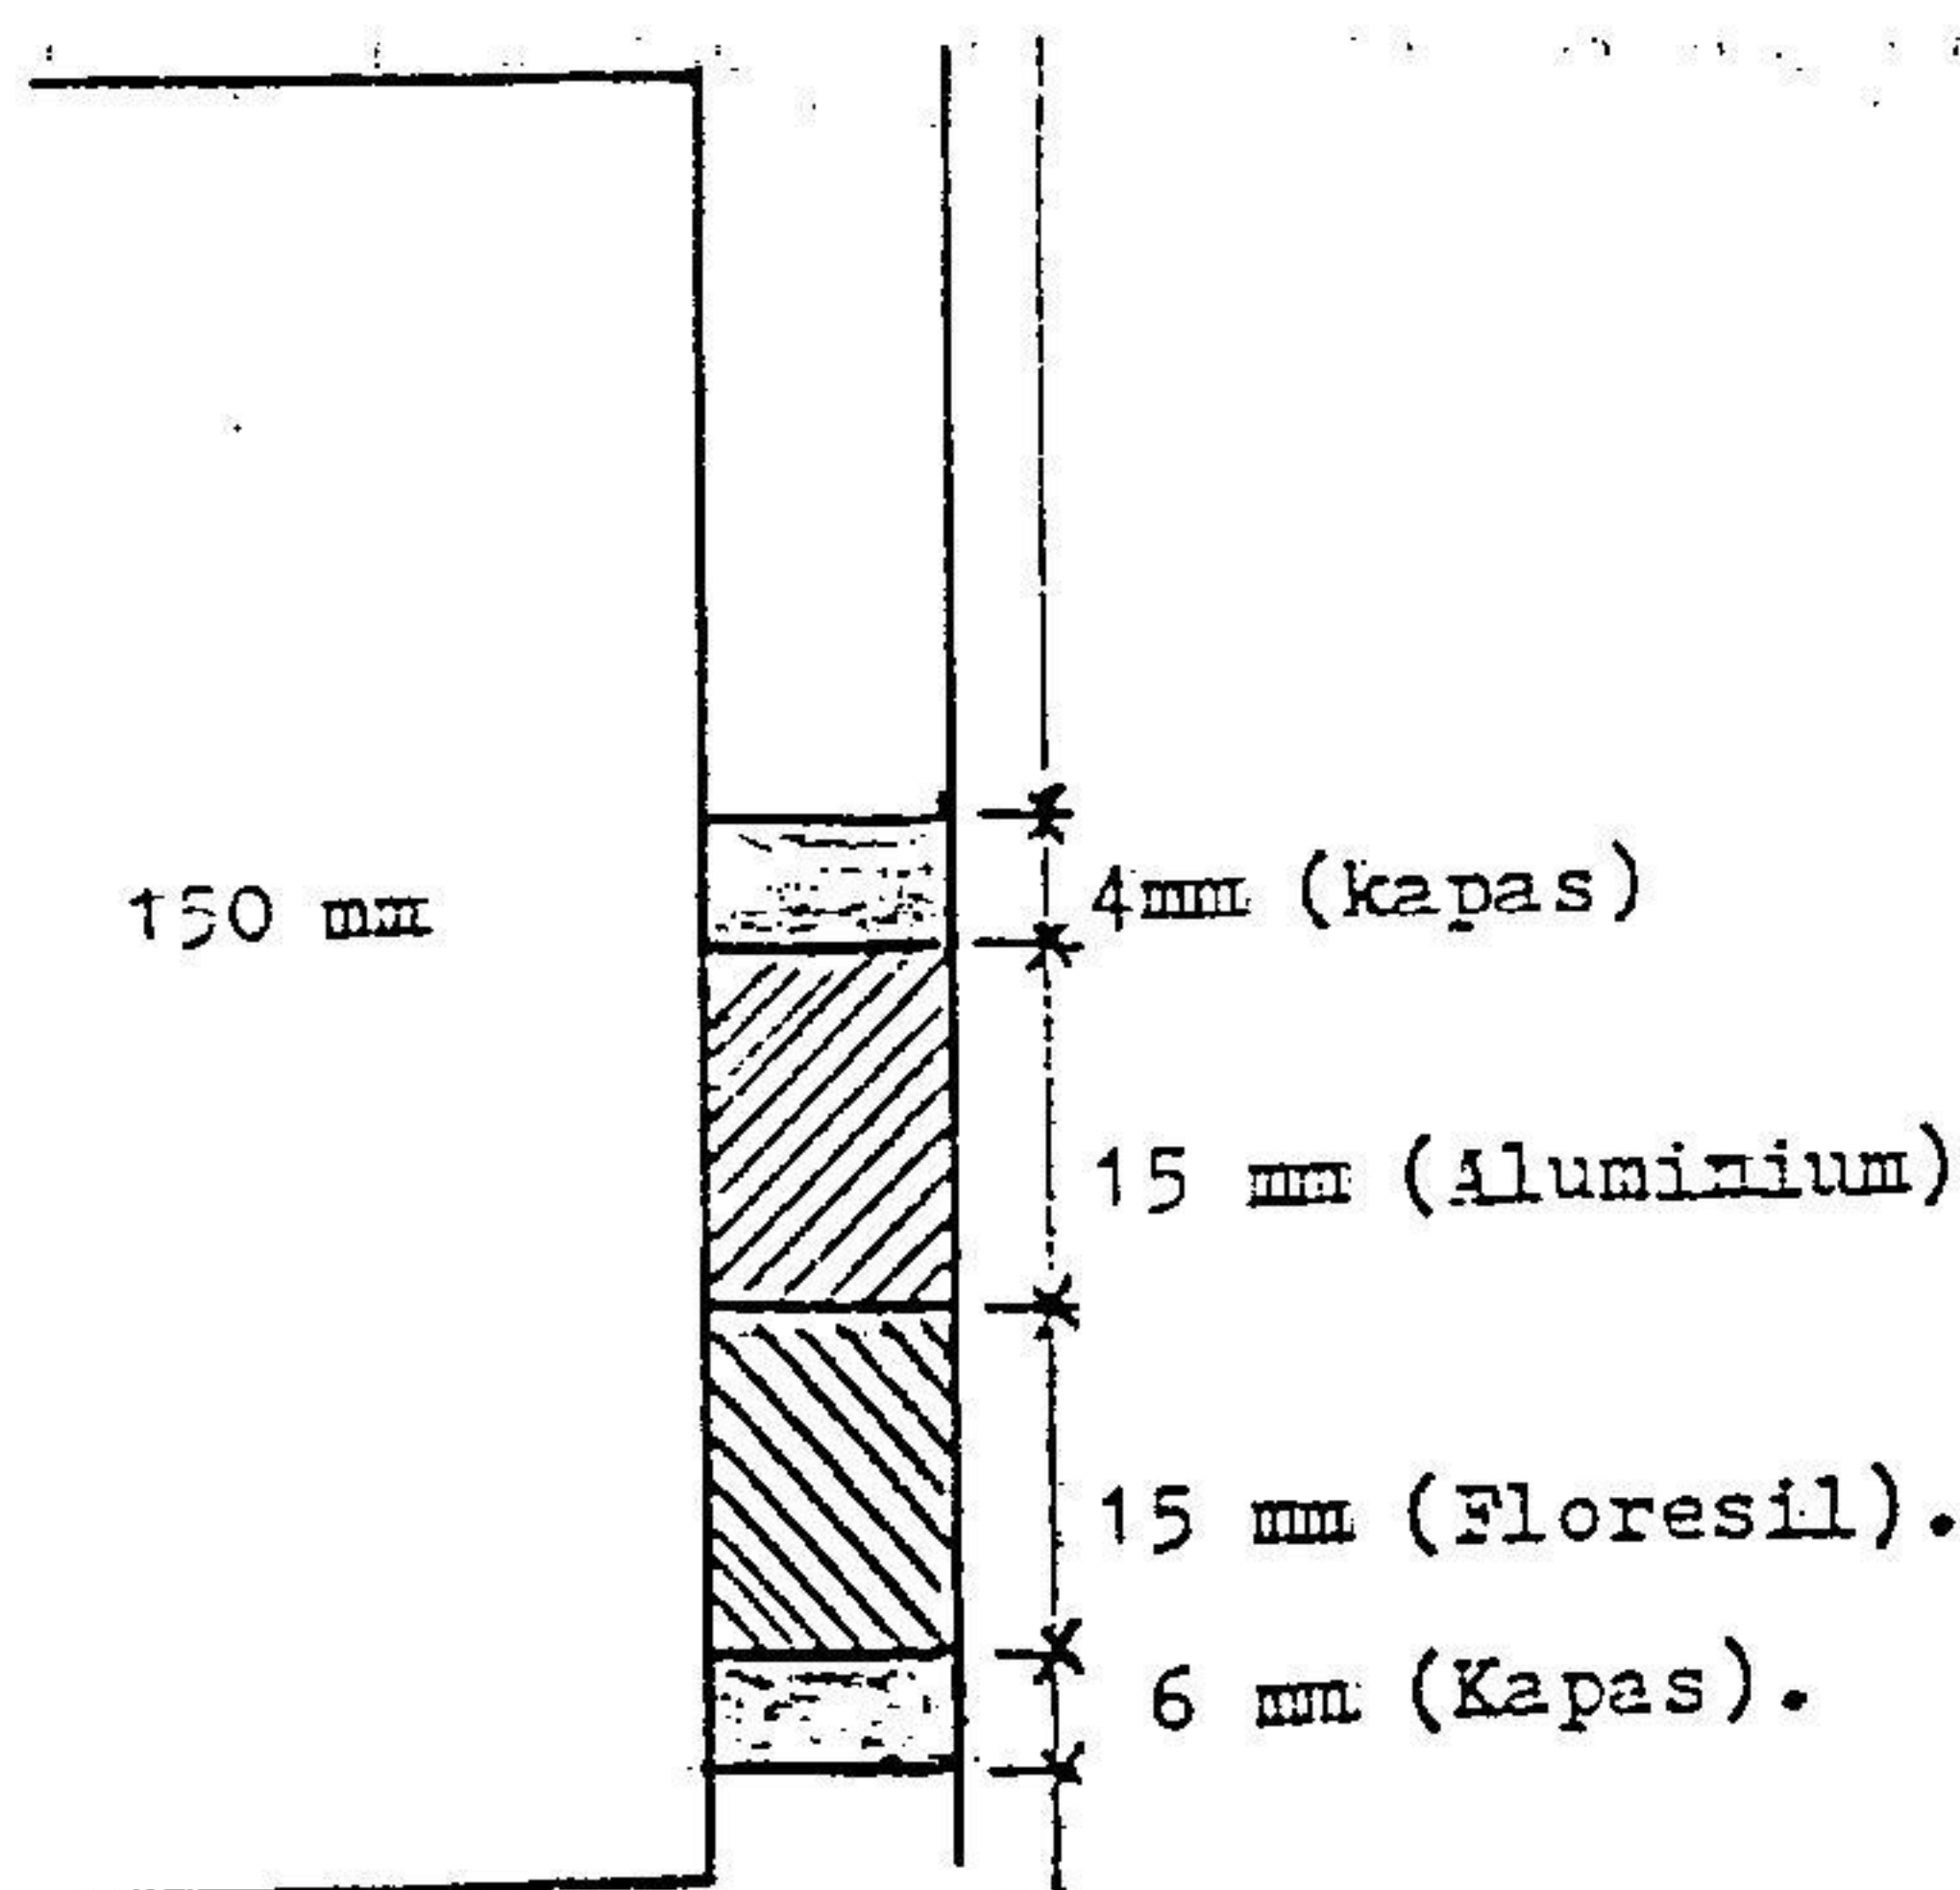 150 mm
4mm (kapas)
15 mm (Aluminium)
15 mm (Floresil).
6 mm (Kapas).